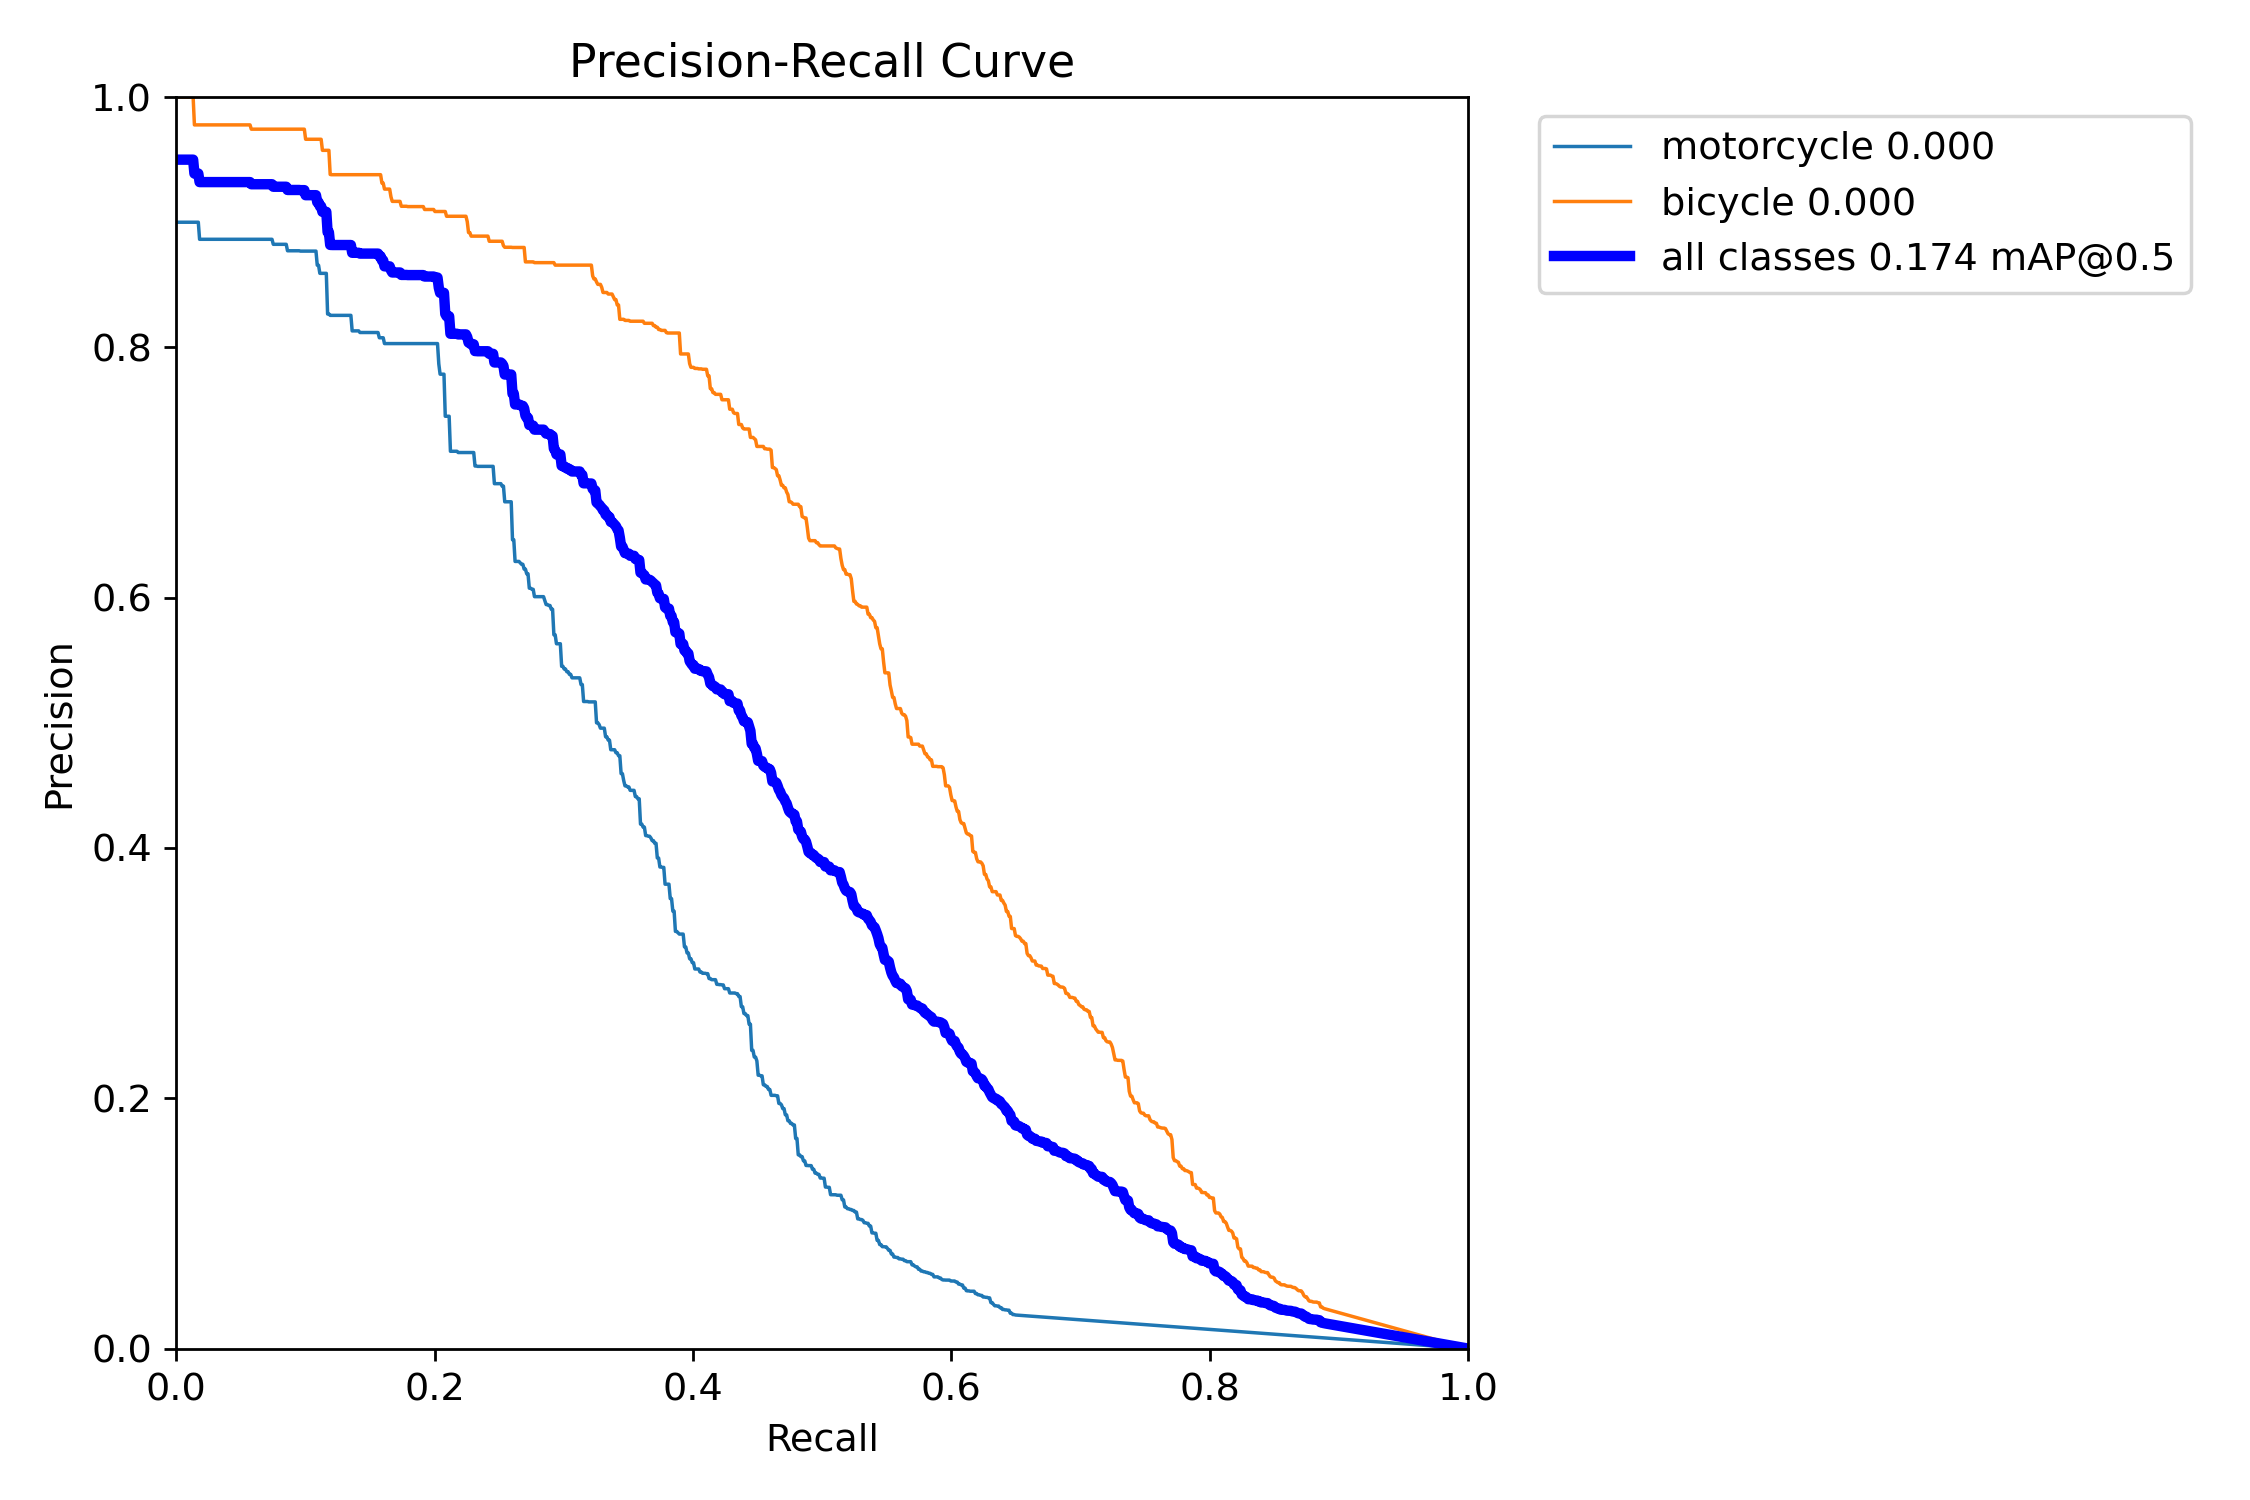 Precision-Recall Curve
1.0
0.8
0.6
0.4
0.2
0.0
Precision
0.0 0.2 0.4 0.6 0.8 1.0
Recall
motorcycle 0.000
bicycle 0.000
all classes 0.174 mAP@0.5